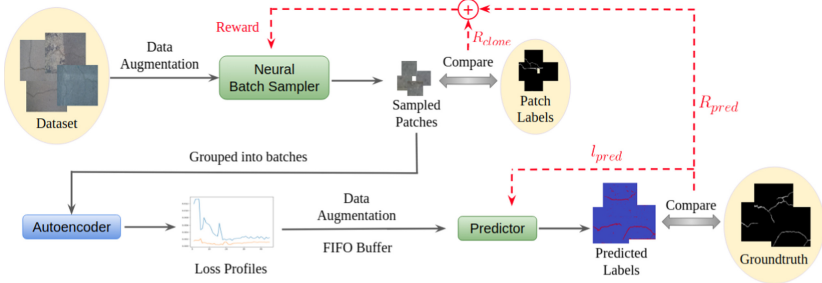 Reward
Data
Augmentation
Neural
Batch Sampler
R_clone
Compare
Dataset
Sampled
Patches
Patch
Labels
R_pred
Grouped into batches
l_pred
Autoencoder
Data
Augmentation
FIFO Buffer
Predictor
Compare
Loss Profiles
Predicted
Labels
Groundtruth